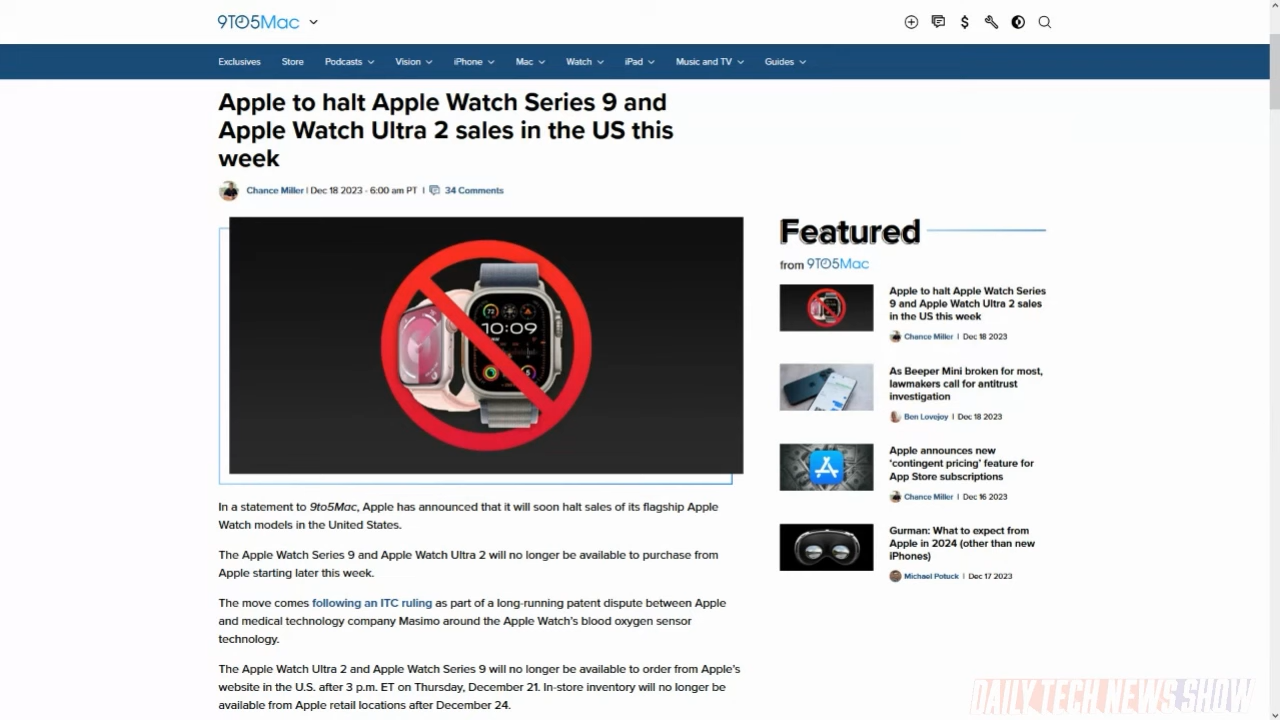 9TO5Mac
Exclusives Store Podcasts Vision iPhone Mac Watch iPad Music and TV Guides
Apple to halt Apple Watch Series 9 and
Apple Watch Ultra 2 sales in the US this
week
Chance Miller | Dec 18 2023 - 6:00 am PT | 34 Comments
10:09
In a statement to 9to5Mac, Apple has announced that it will soon halt sales of its flagship Apple
Watch models in the United States.
The Apple Watch Series 9 and Apple Watch Ultra 2 will no longer be available to purchase from
Apple starting later this week.
The move comes following an ITC ruling as part of a long-running patent dispute between Apple
and medical technology company Masimo around the Apple Watch's blood oxygen sensor
technology.
The Apple Watch Ultra 2 and Apple Watch Series 9 will no longer be available to order from Apple's
website in the U.S. after 3 p.m. ET on Thursday, December 21. In-store inventory will no longer be
available from Apple retail locations after December 24.
Featured
from 9TO5Mac
Apple to halt Apple Watch Series
9 and Apple Watch Ultra 2 sales
in the US this week
Chance Miller | Dec 18 2023
As Beeper Mini broken for most,
lawmakers call for antitrust
investigation
Ben Lovejoy | Dec 18 2023
Apple announces new
'contingent pricing' feature for
App Store subscriptions
Chance Miller | Dec 16 2023
Gurman: What to expect from
Apple in 2024 (other than new
iPhones)
Michael Potuck | Dec 17 2023
DAILY TECH NEWS SHOW